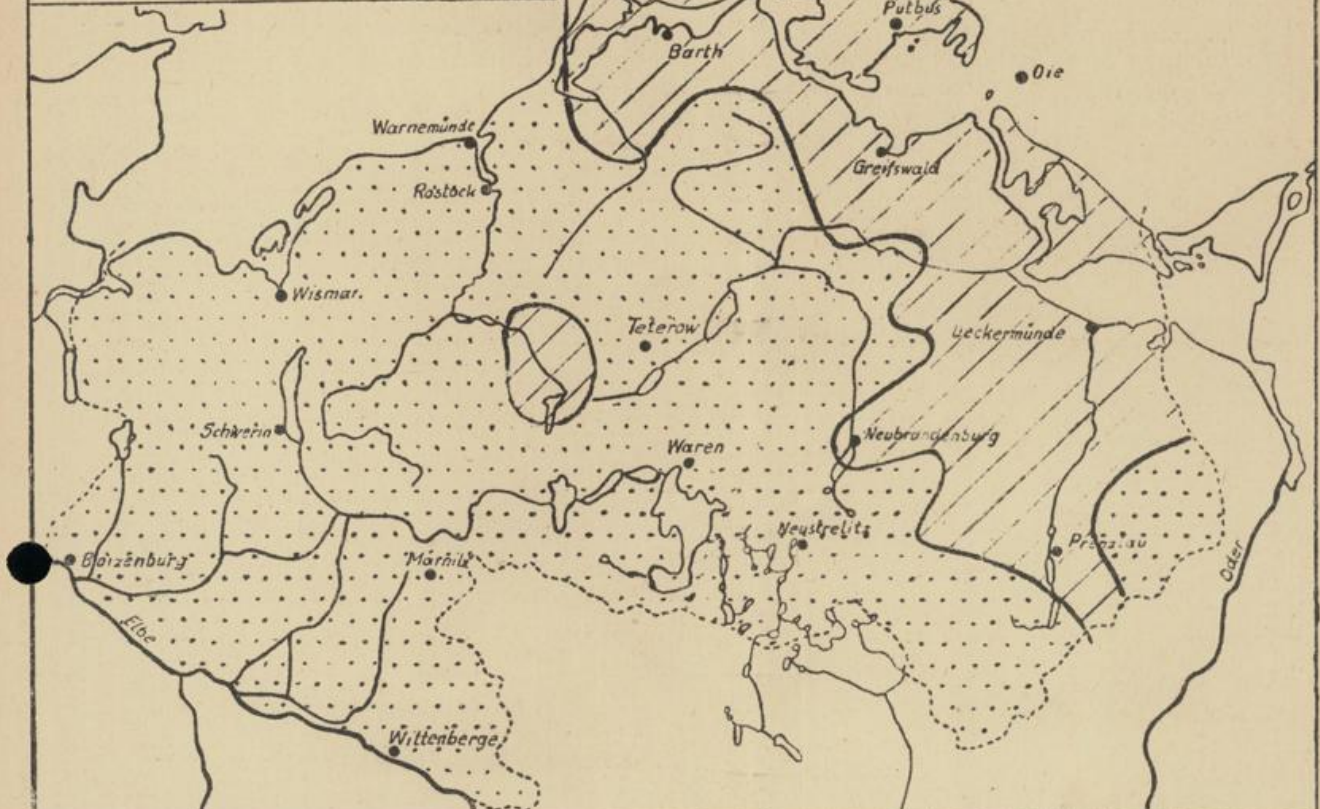 Putbus
Barth
Oie
Warnemünde
Greifswald
Rostock
Wismar.
Teterow
Ueckermünde
Schwerin
Neubrandenburg
Waren
Neustrelitz
Prenzlau
Boizenburg
Marnitz
Oder
Elbe
Wittenberge